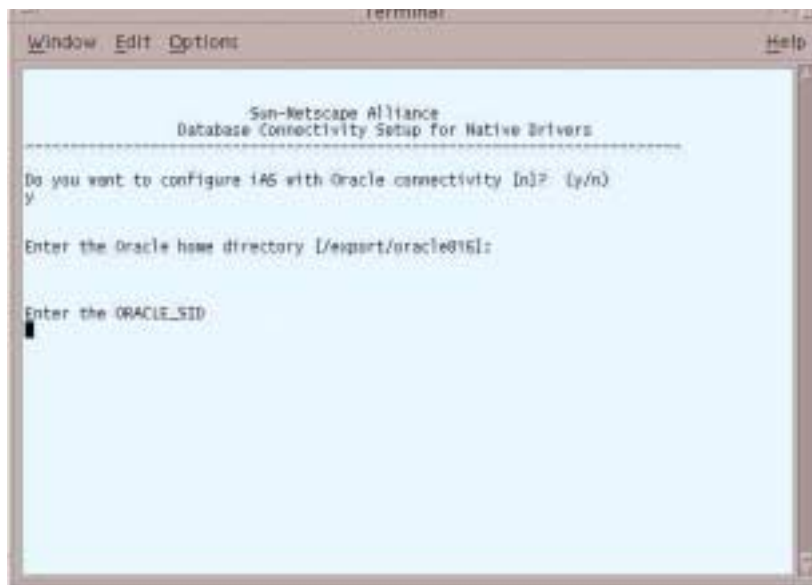 Terminal
Window Edit Options Help
Sun-Netscape Alliance
Database Connectivity Setup for Native Drivers
--------------------------------------------------------------------------
Do you want to configure iAS with Oracle connectivity [n]? (y/n)
y
Enter the Oracle home directory [/export/oracle816]:
Enter the ORACLE_SID